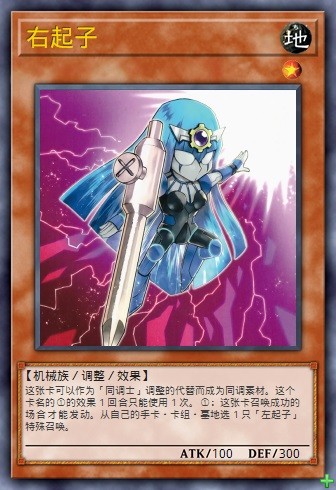 右起子
地
【机械族／调整／效果】
这张卡可以作为「同调士」调整的代替而成为同调素材。这个
卡名的①的效果1回合只能使用1次。①：这张卡召唤成功的
场合才能发动。从自己的手卡·卡组·墓地选1只「左起子」
特殊召唤。
ATK/100 DEF/300